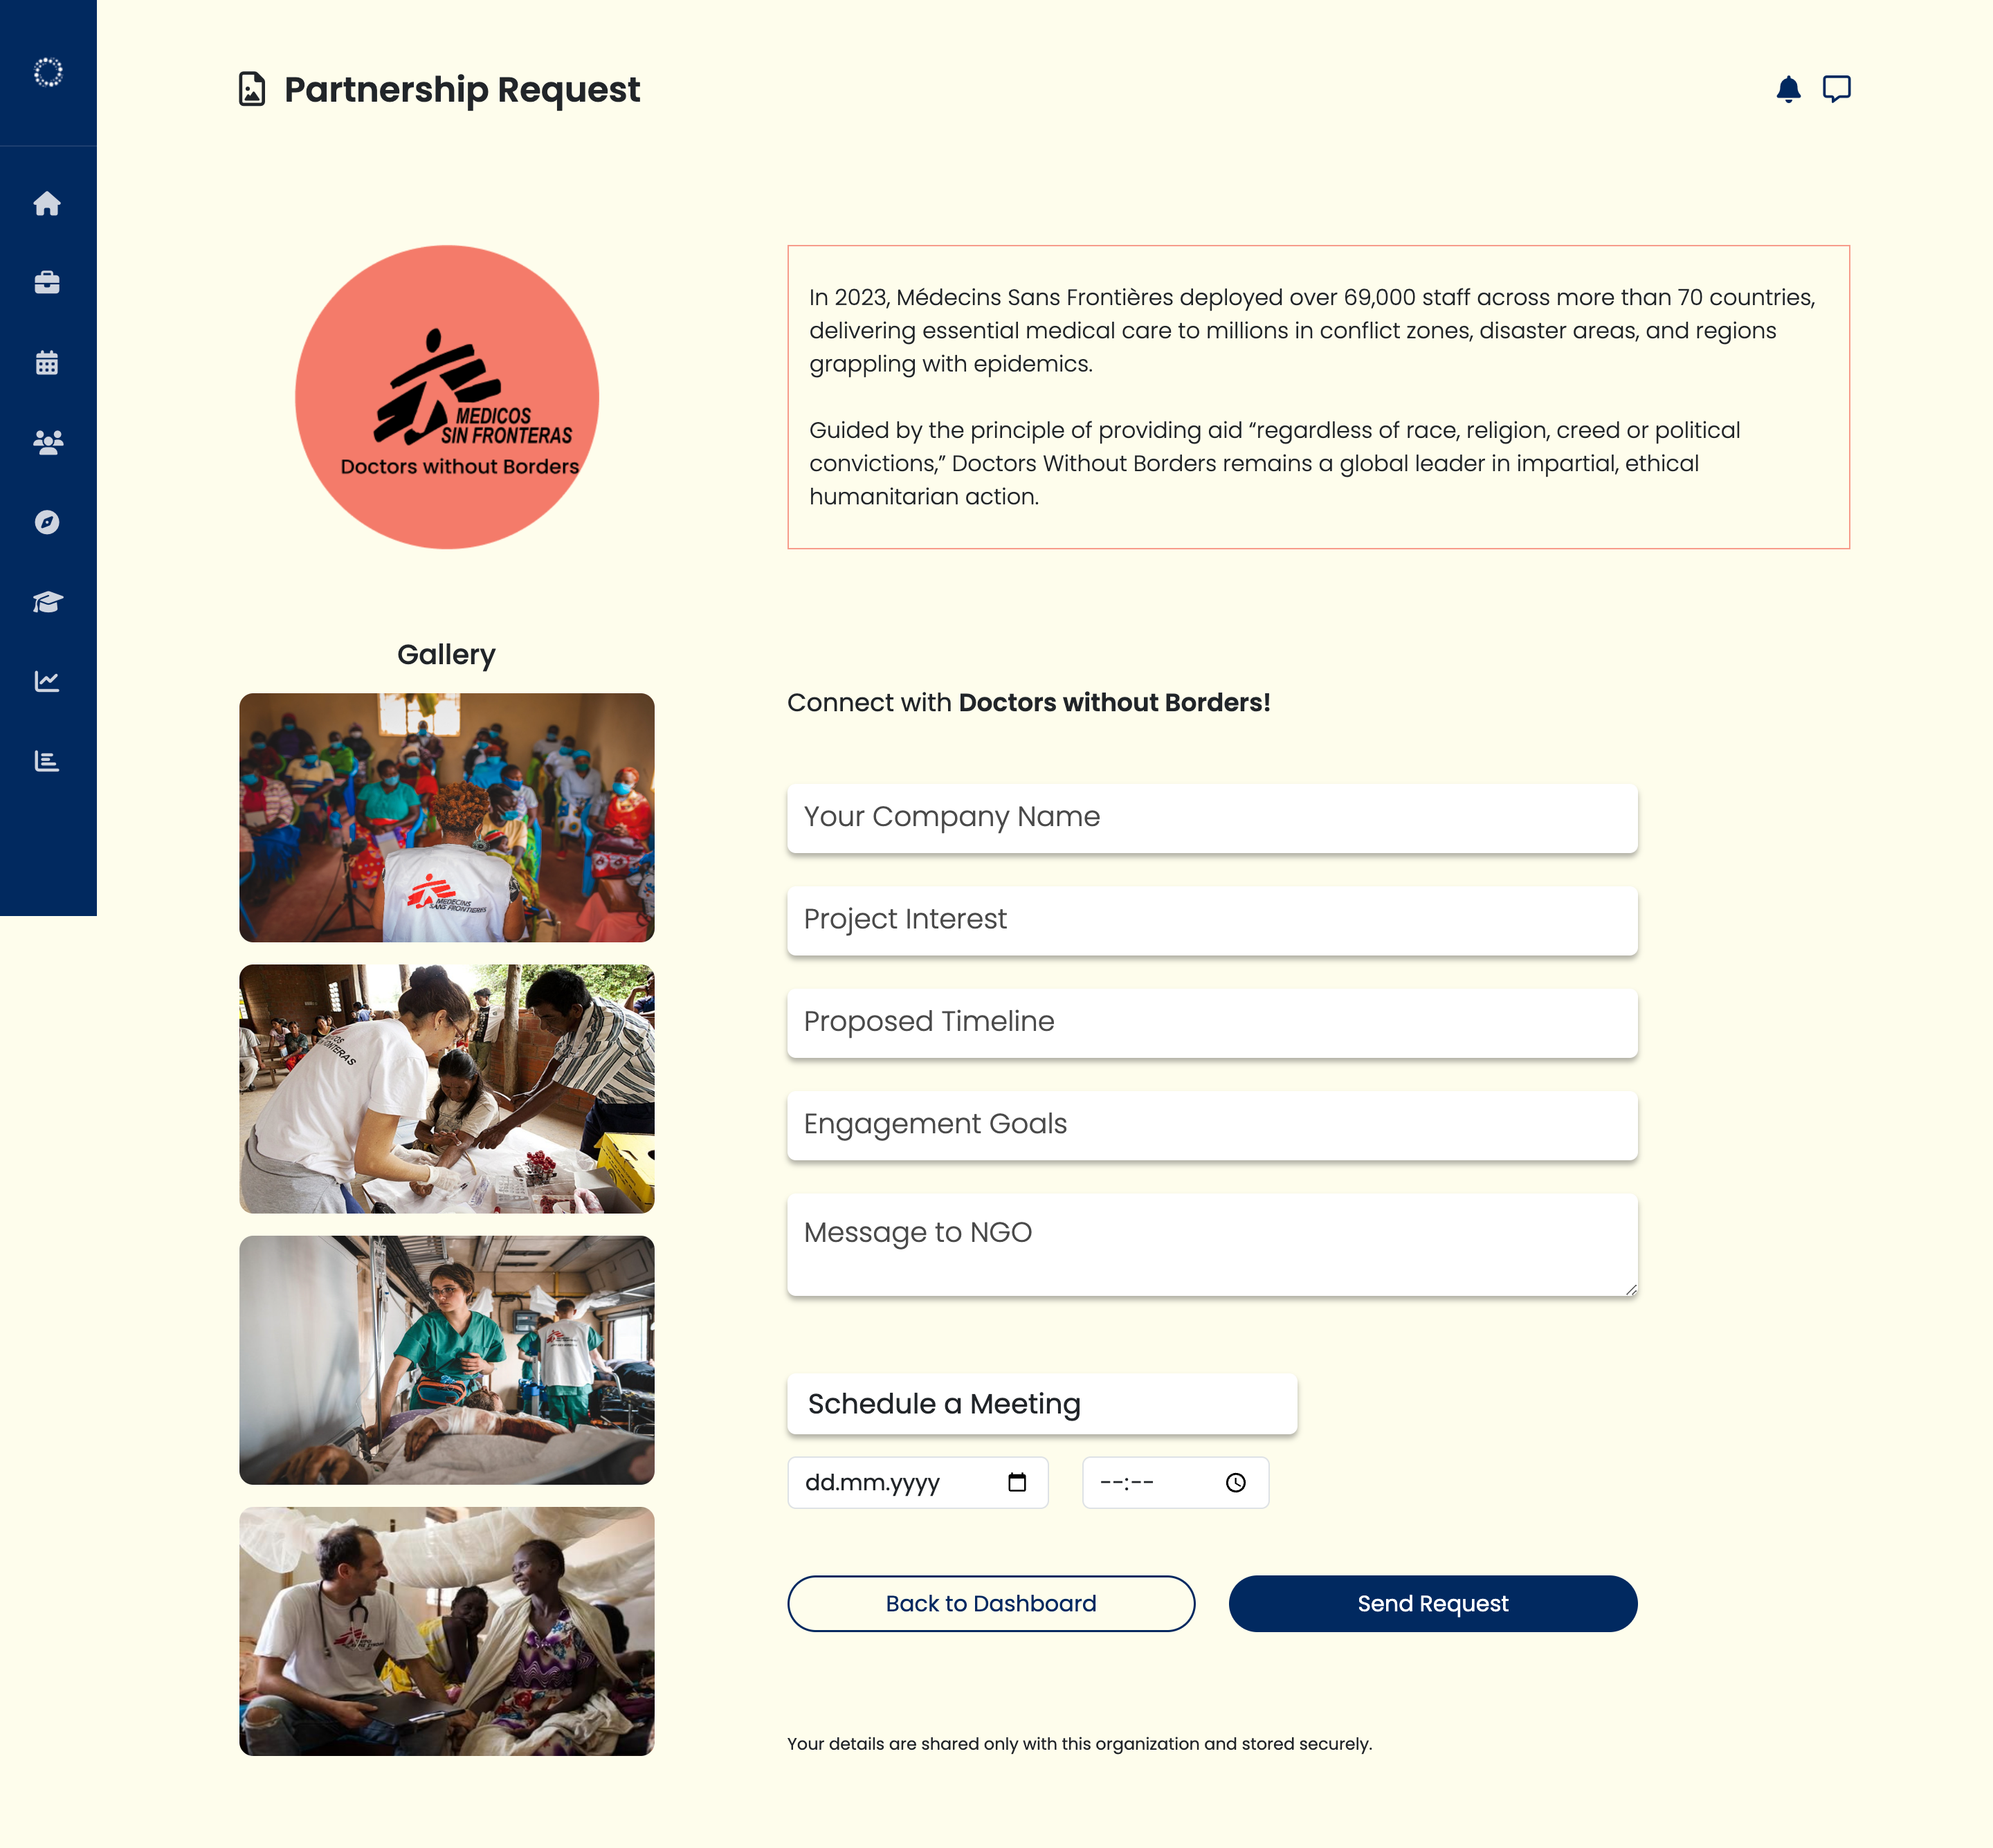 Partnership Request
MEDICOS
SIN FRONTERAS
Doctors without Borders
In 2023, Médecins Sans Frontières deployed over 69,000 staff across more than 70 countries,
delivering essential medical care to millions in conflict zones, disaster areas, and regions
grappling with epidemics.
Guided by the principle of providing aid “regardless of race, religion, creed or political
convictions,” Doctors Without Borders remains a global leader in impartial, ethical
humanitarian action.
Gallery
MEDECINS
SANS FRONTIERES
Connect with Doctors without Borders!
Your Company Name
Project Interest
Proposed Timeline
Engagement Goals
Message to NGO
Schedule a Meeting
dd.mm.yyyy
--:--
Back to Dashboard
Send Request
Your details are shared only with this organization and stored securely.